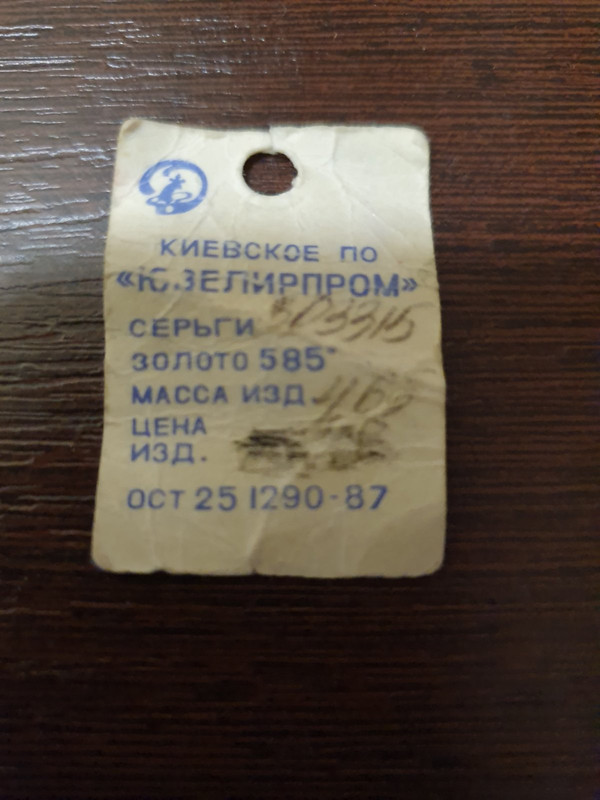 КИЕВСКОЕ ПО
«ЮВЕЛИРПРОМ»
СЕРЬГИ
ЗОЛОТО 585°
МАССА ИЗД.
ЦЕНА
ИЗД.
ОСТ 25 1290-87